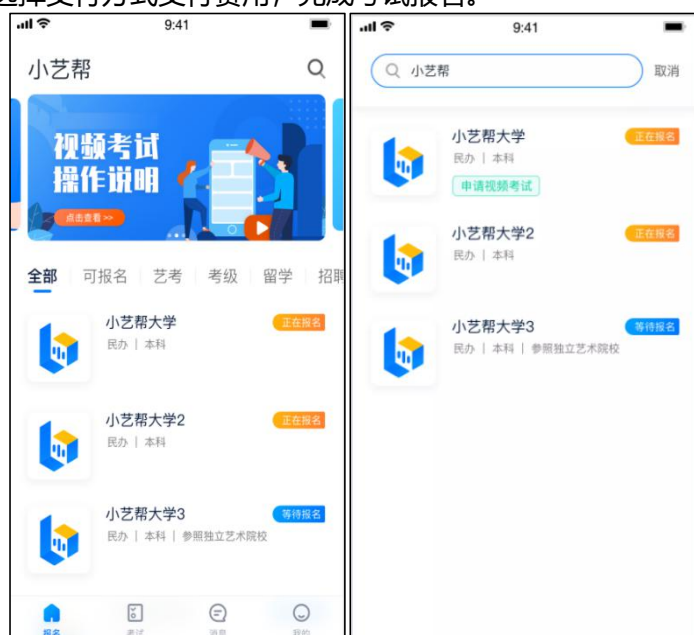 选择支付方式支付费用，完成考试报名。
9:41
小艺帮
视频考试
操作说明
点击查看 >>
全部 可报名 艺考 考级 留学 招聘
小艺帮大学 正在报名
民办 | 本科
小艺帮大学2 正在报名
民办 | 本科
小艺帮大学3 等待报名
民办 | 本科 | 参照独立艺术院校
报名 考试 消息 我的
9:41
小艺帮 取消
小艺帮大学 正在报名
民办 | 本科
申请视频考试
小艺帮大学2 正在报名
民办 | 本科
小艺帮大学3 等待报名
民办 | 本科 | 参照独立艺术院校